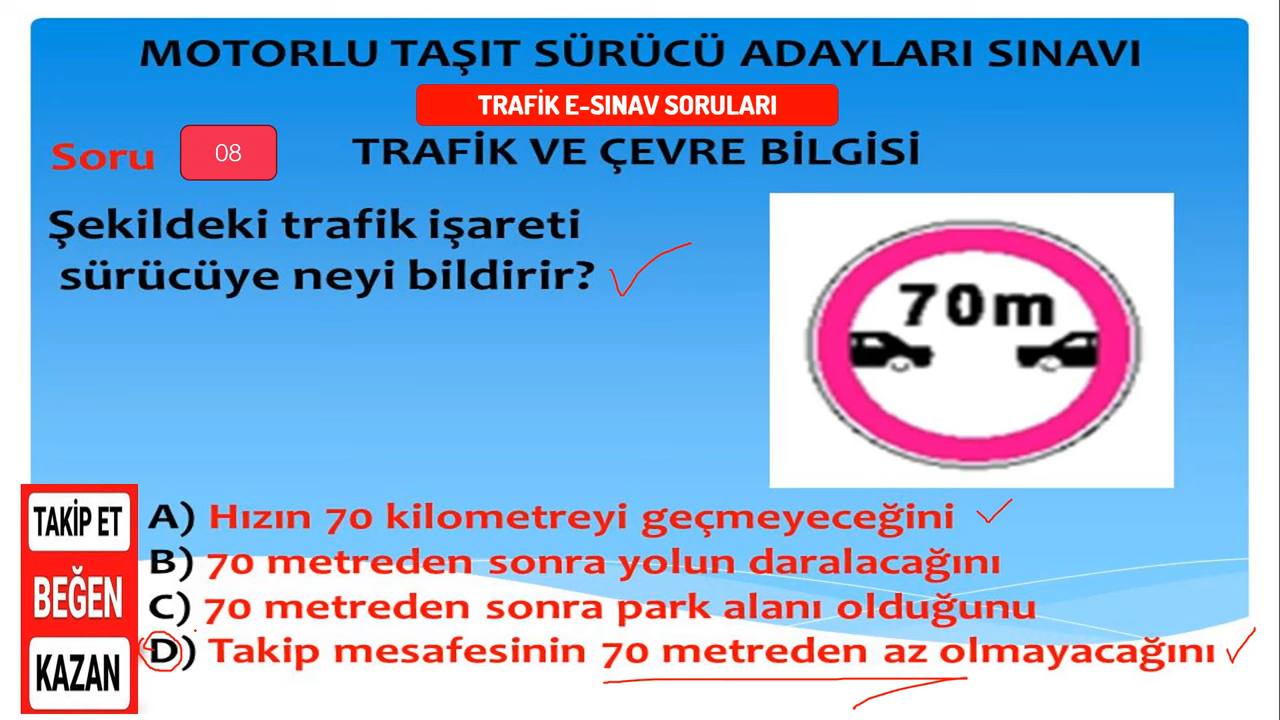 MOTORLU TAŞIT SÜRÜCÜ ADAYLARI SINAVI
TRAFİK E-SINAV SORULARI
Soru 08 TRAFİK VE ÇEVRE BİLGİSİ
Şekildeki trafik işareti
sürücüye neyi bildirir?
70m
A) Hızın 70 kilometreyi geçmeyeceğini
B) 70 metreden sonra yolun daralacağını
C) 70 metreden sonra park alanı olduğunu
D) Takip mesafesinin 70 metreden az olmayacağını
TAKİP ET
BEĞEN
KAZAN